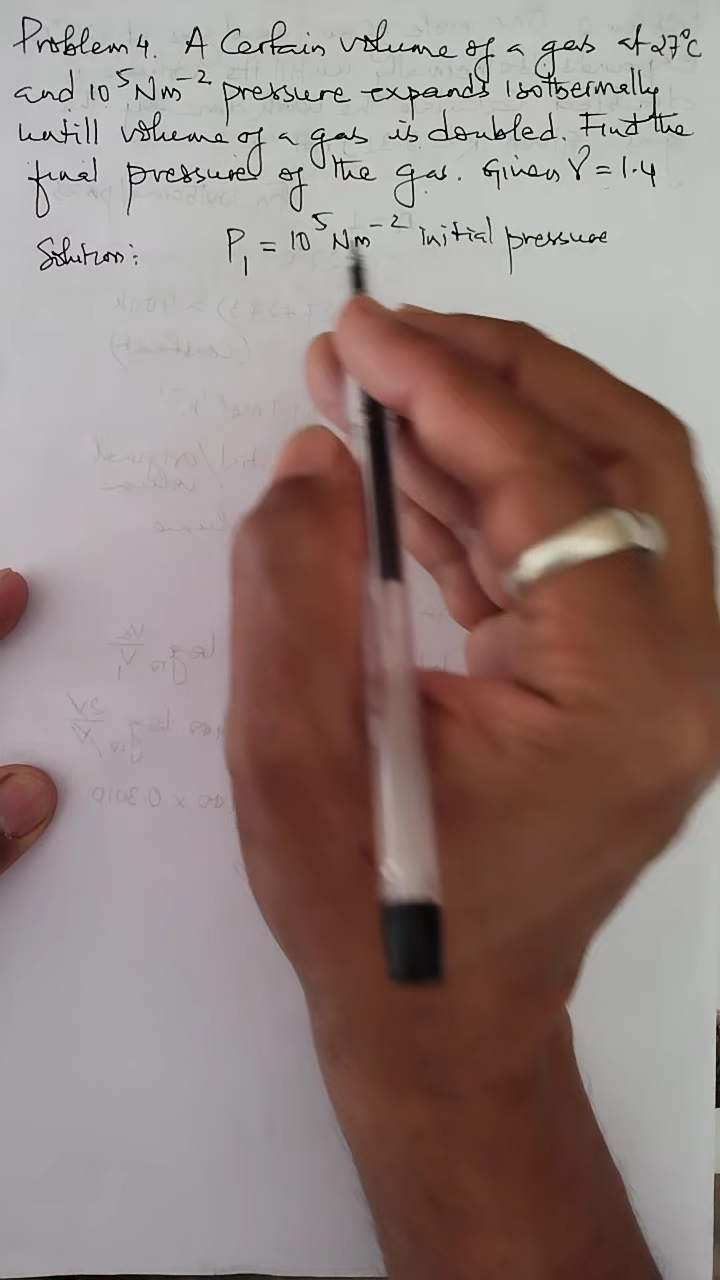 Problem 4. A Certain volume of a gas at 27°C
and 10⁵ Nm⁻² pressure expands isothermally
untill volume of a gas is doubled. Find the
final pressure of the gas. Given γ = 1.4
Solution: P₁ = 10⁵ Nm⁻² initial pressure